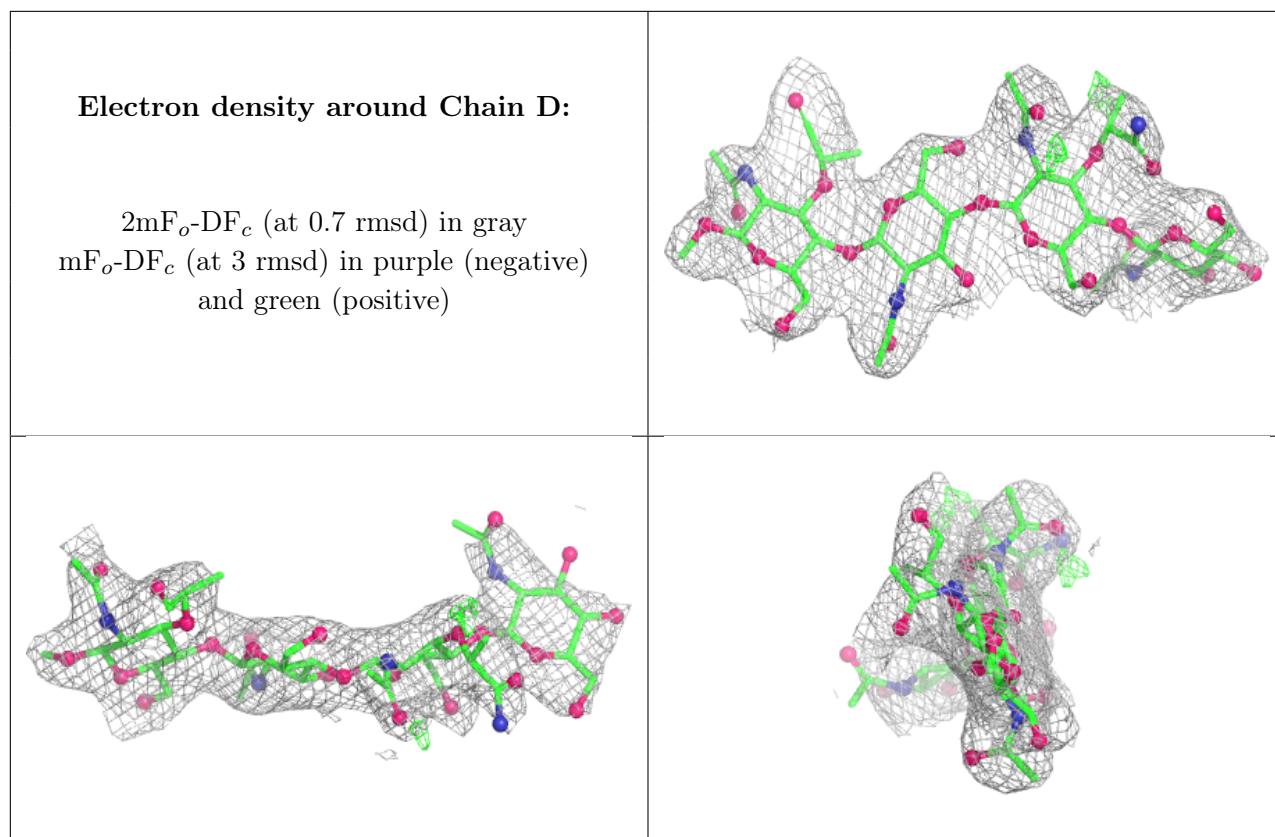 Electron density around Chain D:
2mFₒ-DF𝑐 (at 0.7 rmsd) in gray
mFₒ-DF𝑐 (at 3 rmsd) in purple (negative)
and green (positive)